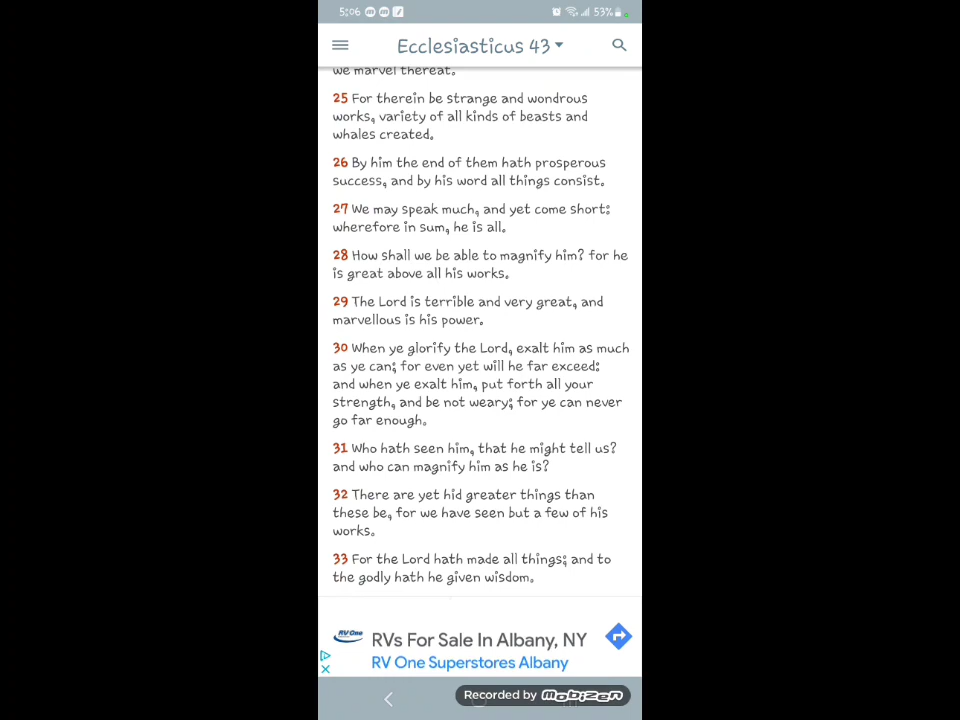 5:06
53%
Ecclesiasticus 43
we marvel thereat.
25 For therein be strange and wondrous
works, variety of all kinds of beasts and
whales created.
26 By him the end of them hath prosperous
success, and by his word all things consist.
27 We may speak much, and yet come short:
wherefore in sum, he is all.
28 How shall we be able to magnify him? for he
is great above all his works.
29 The Lord is terrible and very great, and
marvellous is his power.
30 When ye glorify the Lord, exalt him as much
as ye can; for even yet will he far exceed:
and when ye exalt him, put forth all your
strength, and be not weary; for ye can never
go far enough.
31 Who hath seen him, that he might tell us?
and who can magnify him as he is?
32 There are yet hid greater things than
these be, for we have seen but a few of his
works.
33 For the Lord hath made all things; and to
the godly hath he given wisdom.
RV One
RVs For Sale In Albany, NY
RV One Superstores Albany
Recorded by mobizen